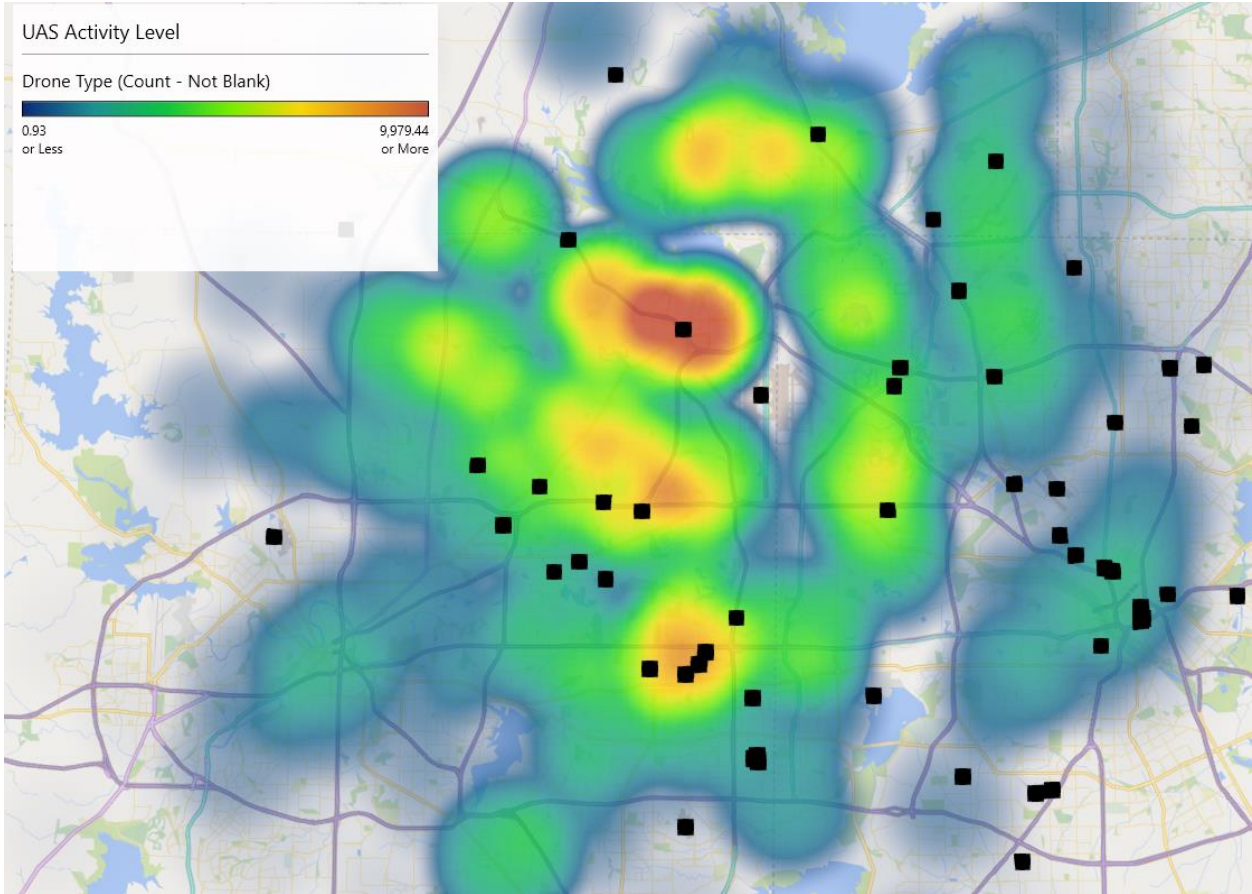 UAS Activity Level
Drone Type (Count - Not Blank)
0.93
or Less
9,979.44
or More